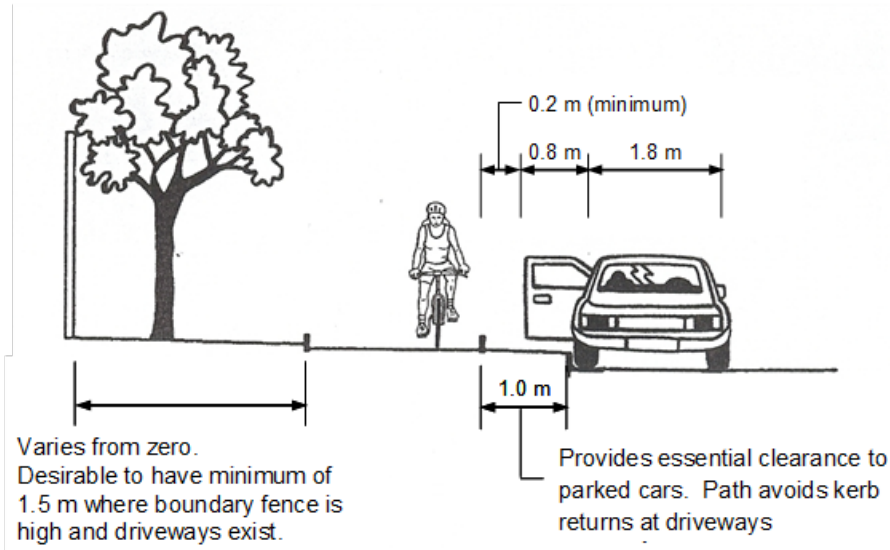 0.2 m (minimum)
0.8 m
1.8 m
1.0 m
Varies from zero.
Desirable to have minimum of
1.5 m where boundary fence is
high and driveways exist.
Provides essential clearance to
parked cars. Path avoids kerb
returns at driveways